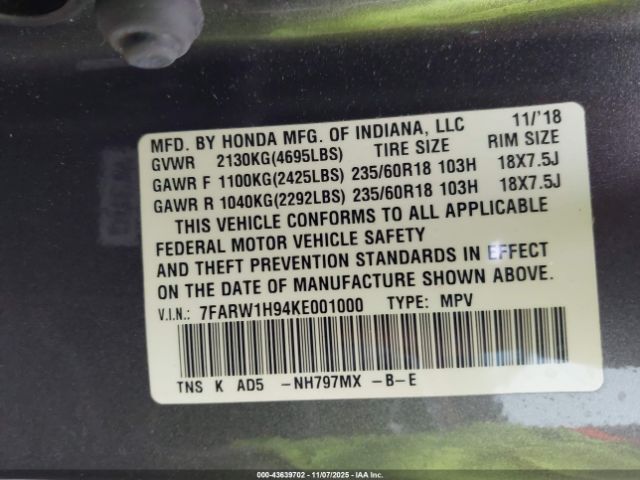 MFD. BY HONDA MFG. OF INDIANA, LLC 11/'18
GVWR 2130KG(4695LBS) TIRE SIZE RIM SIZE
GAWR F 1100KG(2425LBS) 235/60R18 103H 18X7.5J
GAWR R 1040KG(2292LBS) 235/60R18 103H 18X7.5J
THIS VEHICLE CONFORMS TO ALL APPLICABLE
FEDERAL MOTOR VEHICLE SAFETY
AND THEFT PREVENTION STANDARDS IN EFFECT
ON THE DATE OF MANUFACTURE SHOWN ABOVE.
V.I.N.: 7FARW1H94KE001000 TYPE: MPV
TNS K AD5 -NH797MX -B-E
000-43639702 - 11/07/2025 - IAA Inc.